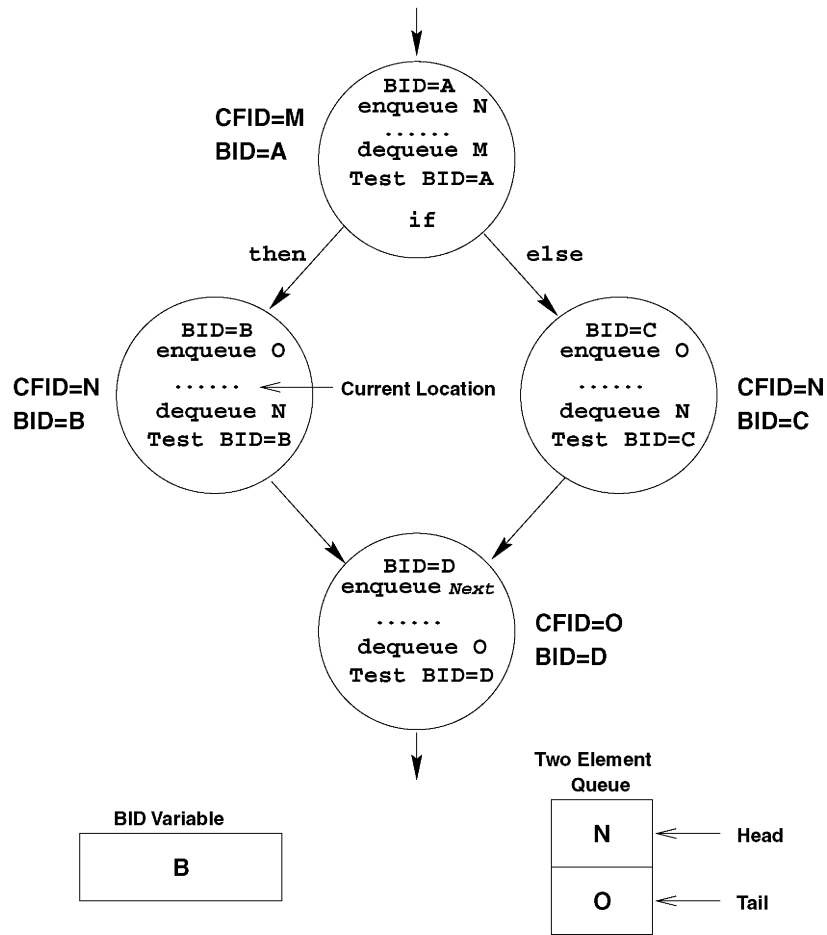 BID=A
enqueue N
......
dequeue M
Test BID=A
if
CFID=M
BID=A
then
else
BID=B
enqueue O
......
dequeue N
Test BID=B
CFID=N
BID=B
Current Location
BID=C
enqueue O
......
dequeue N
Test BID=C
CFID=N
BID=C
BID=D
enqueue Next
......
dequeue O
Test BID=D
CFID=O
BID=D
BID Variable
B
Two Element
Queue
N
Head
O
Tail